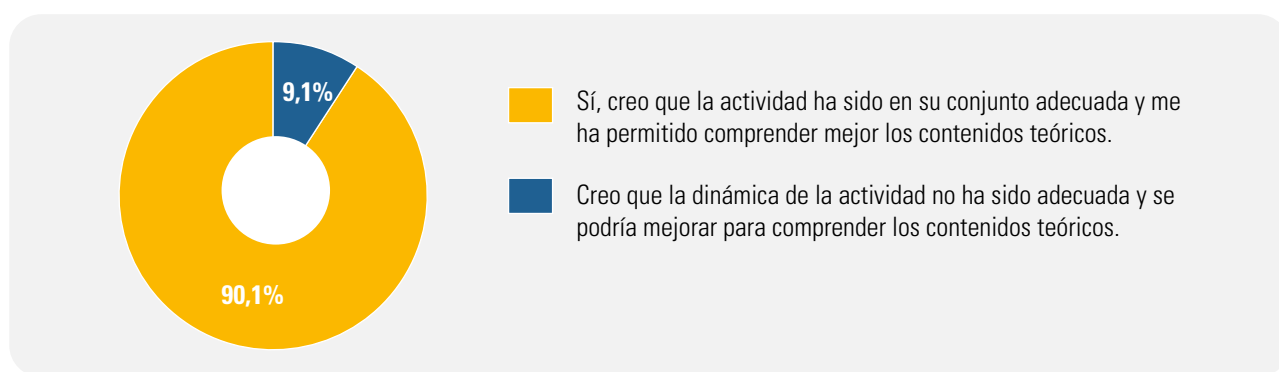 9,1%
90,1%
Sí, creo que la actividad ha sido en su conjunto adecuada y me
ha permitido comprender mejor los contenidos teóricos.
Creo que la dinámica de la actividad no ha sido adecuada y se
podría mejorar para comprender los contenidos teóricos.